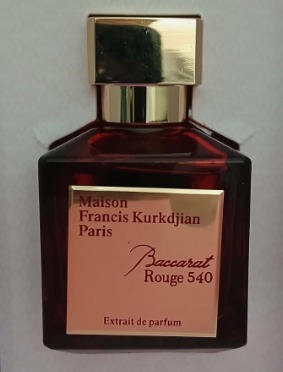 Maison
Francis Kurkdjian
Paris
Baccarat
Rouge 540
Extrait de parfum